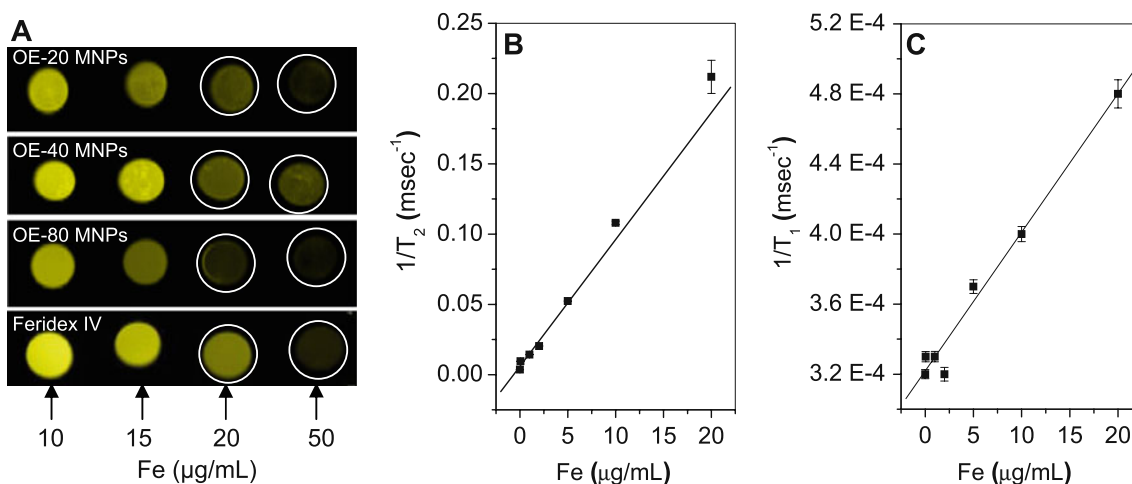 A
OE-20 MNPs
OE-40 MNPs
OE-80 MNPs
Feridex IV
10 15 20 50
Fe (µg/mL)
B
0.25
0.20
0.15
0.10
0.05
0.00
1/T2 (msec-1)
0 5 10 15 20
Fe (µg/mL)
C
5.2 E-4
4.8 E-4
4.4 E-4
4.0 E-4
3.6 E-4
3.2 E-4
1/T1 (msec-1)
0 5 10 15 20
Fe (µg/mL)